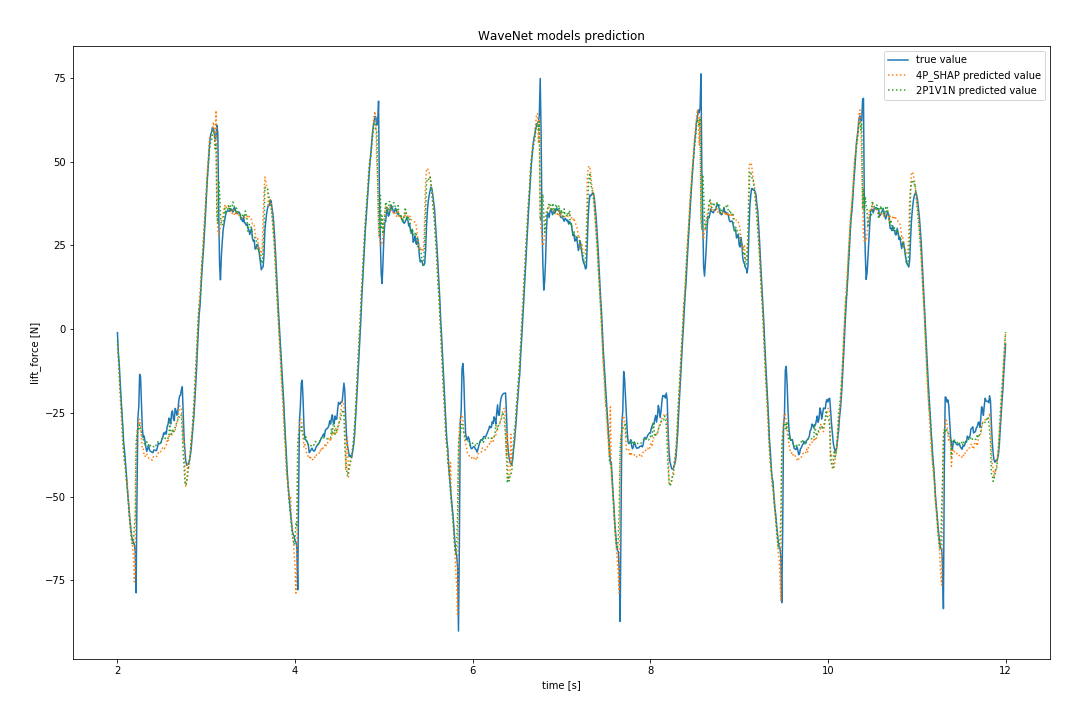 WaveNet models prediction
true value
4P_SHAP predicted value
2P1V1N predicted value
75
50
25
0
−25
−50
−75
lift_force [N]
2 4 6 8 10 12
time [s]